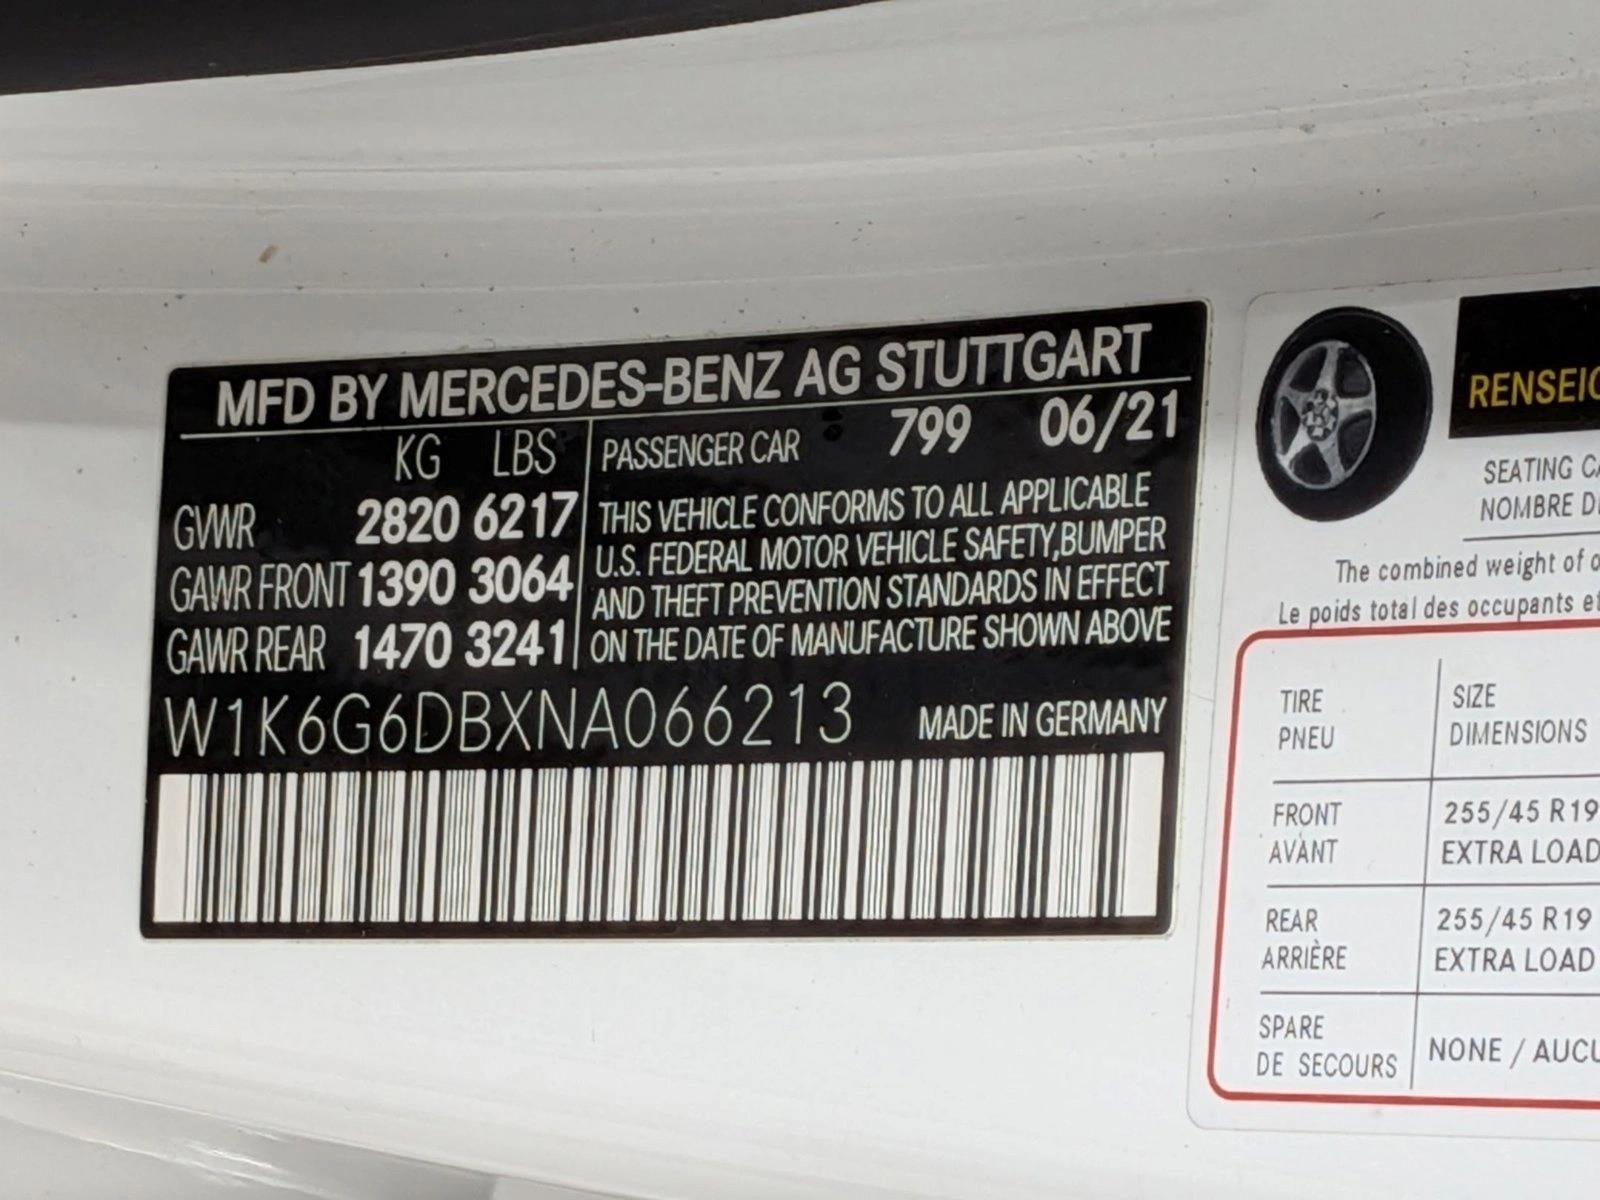 MFD BY MERCEDES-BENZ AG STUTTGART
KG LBS
GVWR 2820 6217
GAWR FRONT 1390 3064
GAWR REAR 1470 3241
PASSENGER CAR 799 06/21
THIS VEHICLE CONFORMS TO ALL APPLICABLE
U.S. FEDERAL MOTOR VEHICLE SAFETY,BUMPER
AND THEFT PREVENTION STANDARDS IN EFFECT
ON THE DATE OF MANUFACTURE SHOWN ABOVE
W1K6G6DBXNA066213 MADE IN GERMANY
SEATING
NOMBRE
The combined weight of
Le poids total des occupants et
TIRE SIZE
PNEU DIMENSIONS
FRONT 255/45 R19
AVANT EXTRA LOAD
REAR 255/45 R19
ARRIÈRE EXTRA LOAD
SPARE
DE SECOURS NONE /